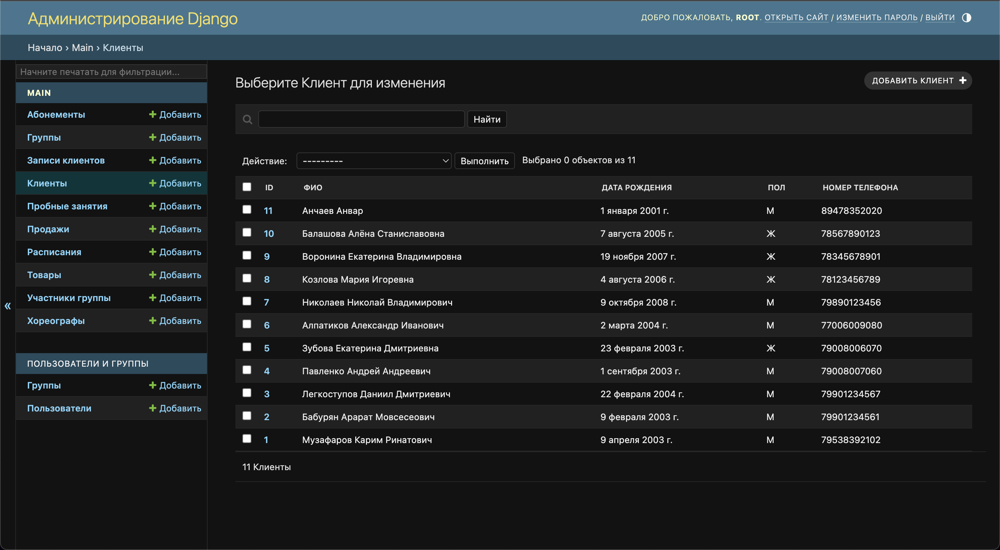 Администрирование Django
ДОБРО ПОЖАЛОВАТЬ, ROOT. ОТКРЫТЬ САЙТ / ИЗМЕНИТЬ ПАРОЛЬ / ВЫЙТИ
Начало › Main › Клиенты
Начните печатать для фильтрации...
MAIN
Абонементы + Добавить
Группы + Добавить
Записи клиентов + Добавить
Клиенты + Добавить
Пробные занятия + Добавить
Продажи + Добавить
Расписания + Добавить
Товары + Добавить
Участники группы + Добавить
Хореографы + Добавить
ПОЛЬЗОВАТЕЛИ И ГРУППЫ
Группы + Добавить
Пользователи + Добавить
«
Выберите Клиент для изменения
ДОБАВИТЬ КЛИЕНТ +
Найти
Действие: --------- Выполнить Выбрано 0 объектов из 11
ID ФИО ДАТА РОЖДЕНИЯ ПОЛ НОМЕР ТЕЛЕФОНА
11 Анчаев Анвар 1 января 2001 г. М 89478352020
10 Балашова Алёна Станиславовна 7 августа 2005 г. Ж 78567890123
9 Воронина Екатерина Владимировна 19 ноября 2007 г. Ж 78345678901
8 Козлова Мария Игоревна 4 августа 2006 г. Ж 78123456789
7 Николаев Николай Владимирович 9 октября 2008 г. М 79890123456
6 Алпатиков Александр Иванович 2 марта 2004 г. М 77006009080
5 Зубова Екатерина Дмитриевна 23 февраля 2003 г. Ж 79008006070
4 Павленко Андрей Андреевич 1 сентября 2003 г. М 79008007060
3 Легкоступов Даниил Дмитриевич 22 февраля 2004 г. М 79901234567
2 Бабурян Арарат Мовсесеович 9 февраля 2003 г. М 79901234561
1 Музафаров Карим Ринатович 9 апреля 2003 г. М 79538392102
11 Клиенты